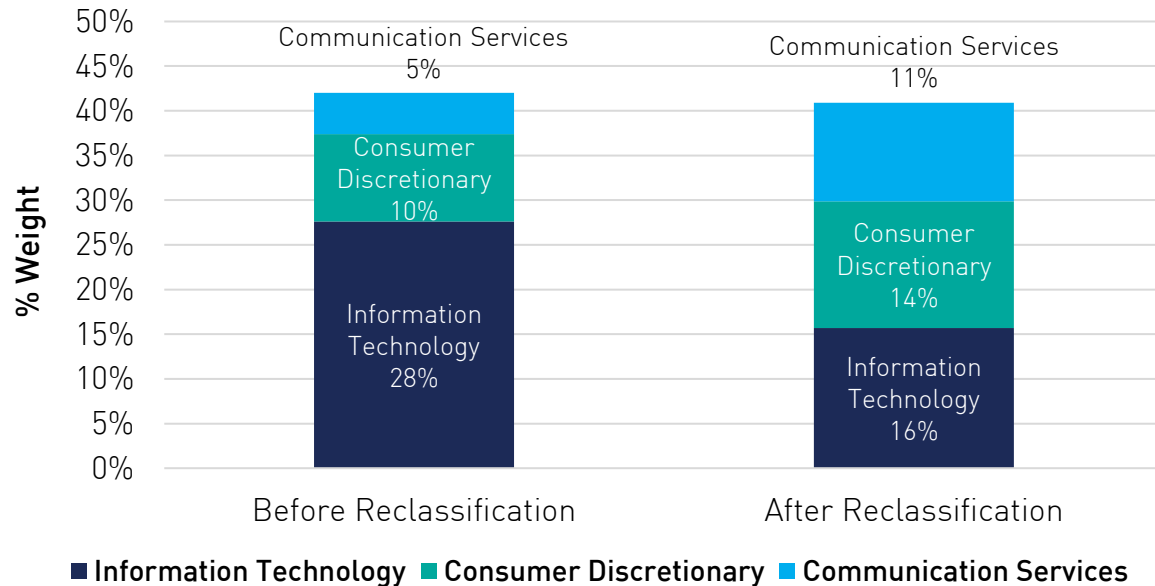 50%
45%
40%
35%
30%
25%
20%
15%
10%
5%
0%
% Weight
Communication Services
5%
Consumer
Discretionary
10%
Information
Technology
28%
Communication Services
11%
Consumer
Discretionary
14%
Information
Technology
16%
Before Reclassification
After Reclassification
Information Technology
Consumer Discretionary
Communication Services